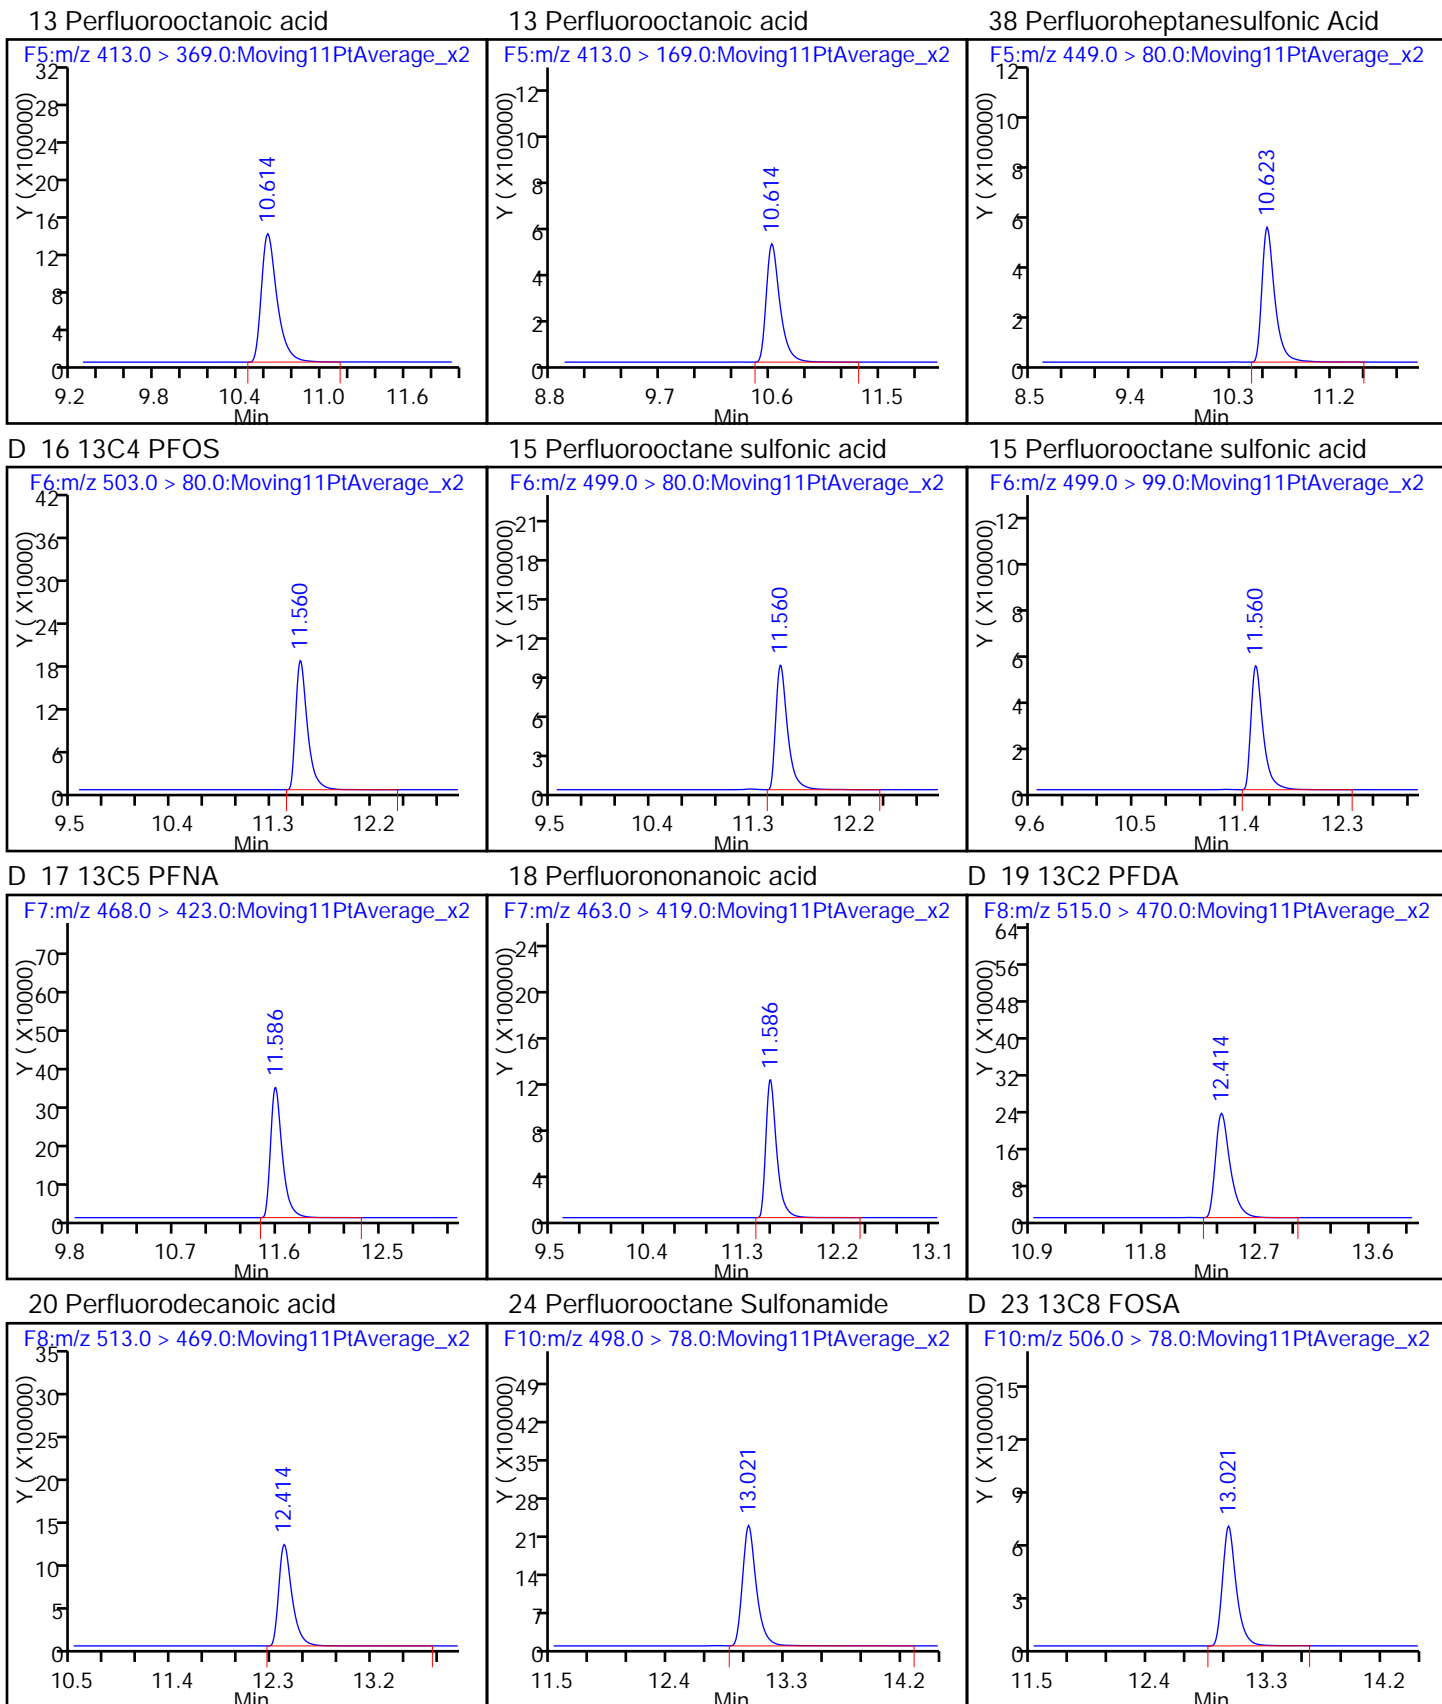 13 Perfluorooctanoic acid
F5:m/z 413.0 > 369.0:Moving11PtAverage_x2
Y ( X100000)
32
28
24
20
16
12
8
4
0
10.614
9.2 9.8 10.4 11.0 11.6
Min
13 Perfluorooctanoic acid
F5:m/z 413.0 > 169.0:Moving11PtAverage_x2
Y ( X100000)
12
10
8
6
4
2
0
10.614
8.8 9.7 10.6 11.5
Min
38 Perfluoroheptanesulfonic Acid
F5:m/z 449.0 > 80.0:Moving11PtAverage_x2
Y ( X100000)
12
10
8
6
4
2
0
10.623
8.5 9.4 10.3 11.2
Min
D 16 13C4 PFOS
F6:m/z 503.0 > 80.0:Moving11PtAverage_x2
Y ( X10000)
42
36
30
24
18
12
6
0
11.560
9.5 10.4 11.3 12.2
Min
15 Perfluorooctane sulfonic acid
F6:m/z 499.0 > 80.0:Moving11PtAverage_x2
Y ( X100000)
21
18
15
12
9
6
3
0
11.560
9.5 10.4 11.3 12.2
Min
15 Perfluorooctane sulfonic acid
F6:m/z 499.0 > 99.0:Moving11PtAverage_x2
Y ( X100000)
12
10
8
6
4
2
0
11.560
9.6 10.5 11.4 12.3
Min
D 17 13C5 PFNA
F7:m/z 468.0 > 423.0:Moving11PtAverage_x2
Y ( X10000)
70
60
50
40
30
20
10
0
11.586
9.8 10.7 11.6 12.5
Min
18 Perfluorononanoic acid
F7:m/z 463.0 > 419.0:Moving11PtAverage_x2
Y ( X100000)
24
20
16
12
8
4
0
11.586
9.5 10.4 11.3 12.2 13.1
Min
D 19 13C2 PFDA
F8:m/z 515.0 > 470.0:Moving11PtAverage_x2
Y ( X10000)
64
56
48
40
32
24
16
8
0
12.414
10.9 11.8 12.7 13.6
Min
20 Perfluorodecanoic acid
F8:m/z 513.0 > 469.0:Moving11PtAverage_x2
Y ( X100000)
35
30
25
20
15
10
5
0
12.414
10.5 11.4 12.3 13.2
Min
24 Perfluorooctane Sulfonamide
F10:m/z 498.0 > 78.0:Moving11PtAverage_x2
Y ( X100000)
49
42
35
28
21
14
7
0
13.021
11.5 12.4 13.3 14.2
Min
D 23 13C8 FOSA
F10:m/z 506.0 > 78.0:Moving11PtAverage_x2
Y ( X100000)
15
12
9
6
3
0
13.021
11.5 12.4 13.3 14.2
Min